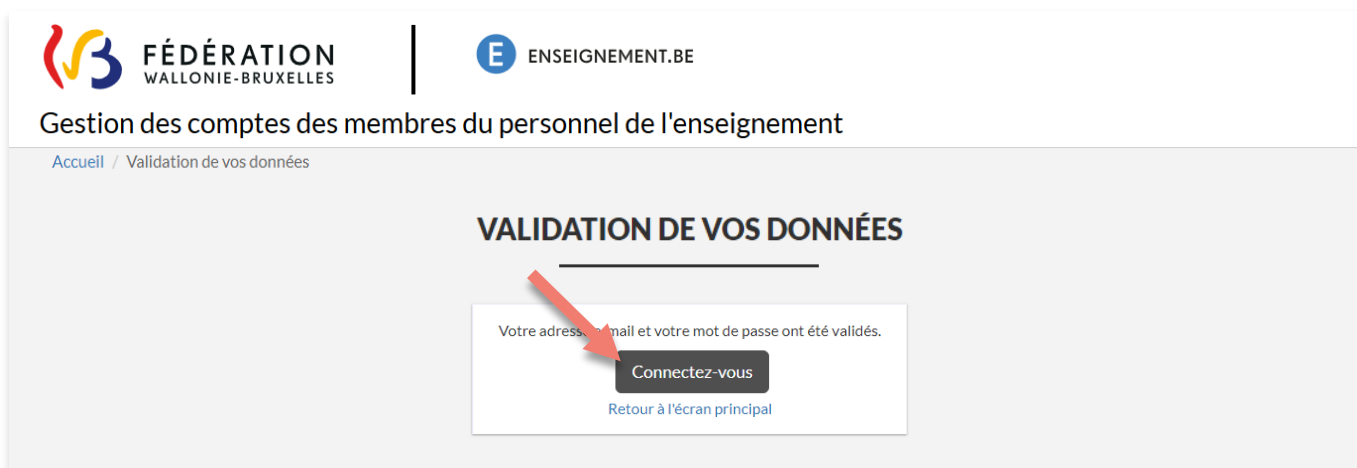 FÉDÉRATION
WALLONIE-BRUXELLES
E ENSEIGNEMENT.BE
Gestion des comptes des membres du personnel de l'enseignement
Accueil / Validation de vos données
VALIDATION DE VOS DONNÉES
Votre adresse mail et votre mot de passe ont été validés.
Connectez-vous
Retour à l'écran principal